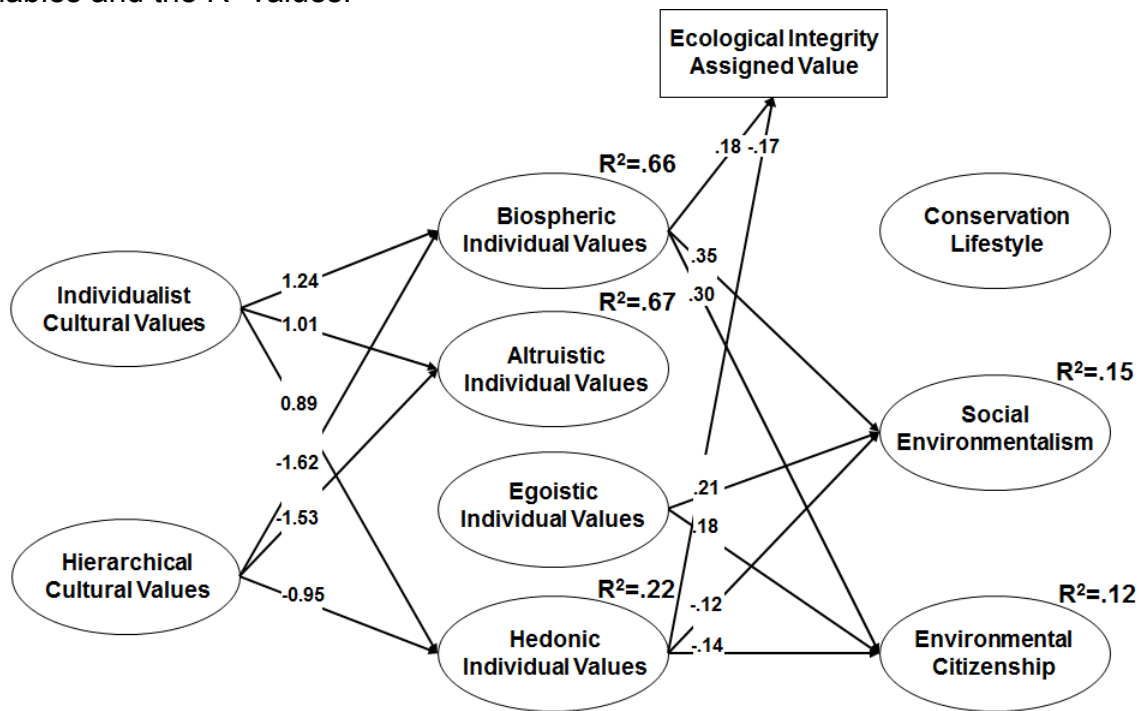 Ecological Integrity
Assigned Value
.18 -.17
R²=.66
Biospheric
Individual Values
Conservation
Lifestyle
.35
1.24
.30
R²=.67
Individualist
Cultural Values
1.01
Altruistic
Individual Values
R²=.15
0.89
Social
Environmentalism
-1.62
Egoistic
Individual Values
.21
-1.53
.18
Hierarchical
Cultural Values
-0.95
R²=.22
-.12
R²=.12
Hedonic
Individual Values
-.14
Environmental
Citizenship